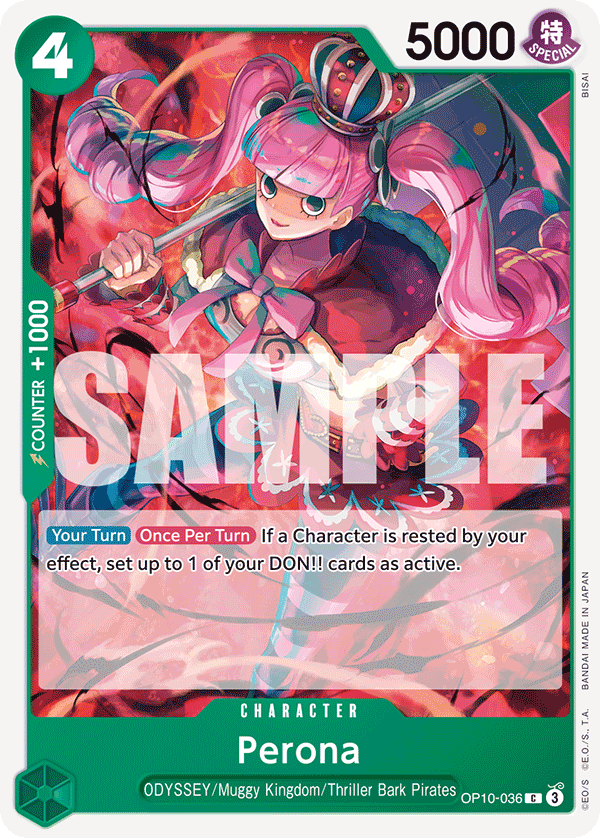 4
5000
特
SPECIAL
BISAI
COUNTER +1000
SAMPLE
Your Turn Once Per Turn If a Character is rested by your
effect, set up to 1 of your DON!! cards as active.
CHARACTER
Perona
ODYSSEY/Muggy Kingdom/Thriller Bark Pirates
OP10-036 C 3
©EO/S ©E.O./S., T.A. BANDAI MADE IN JAPAN